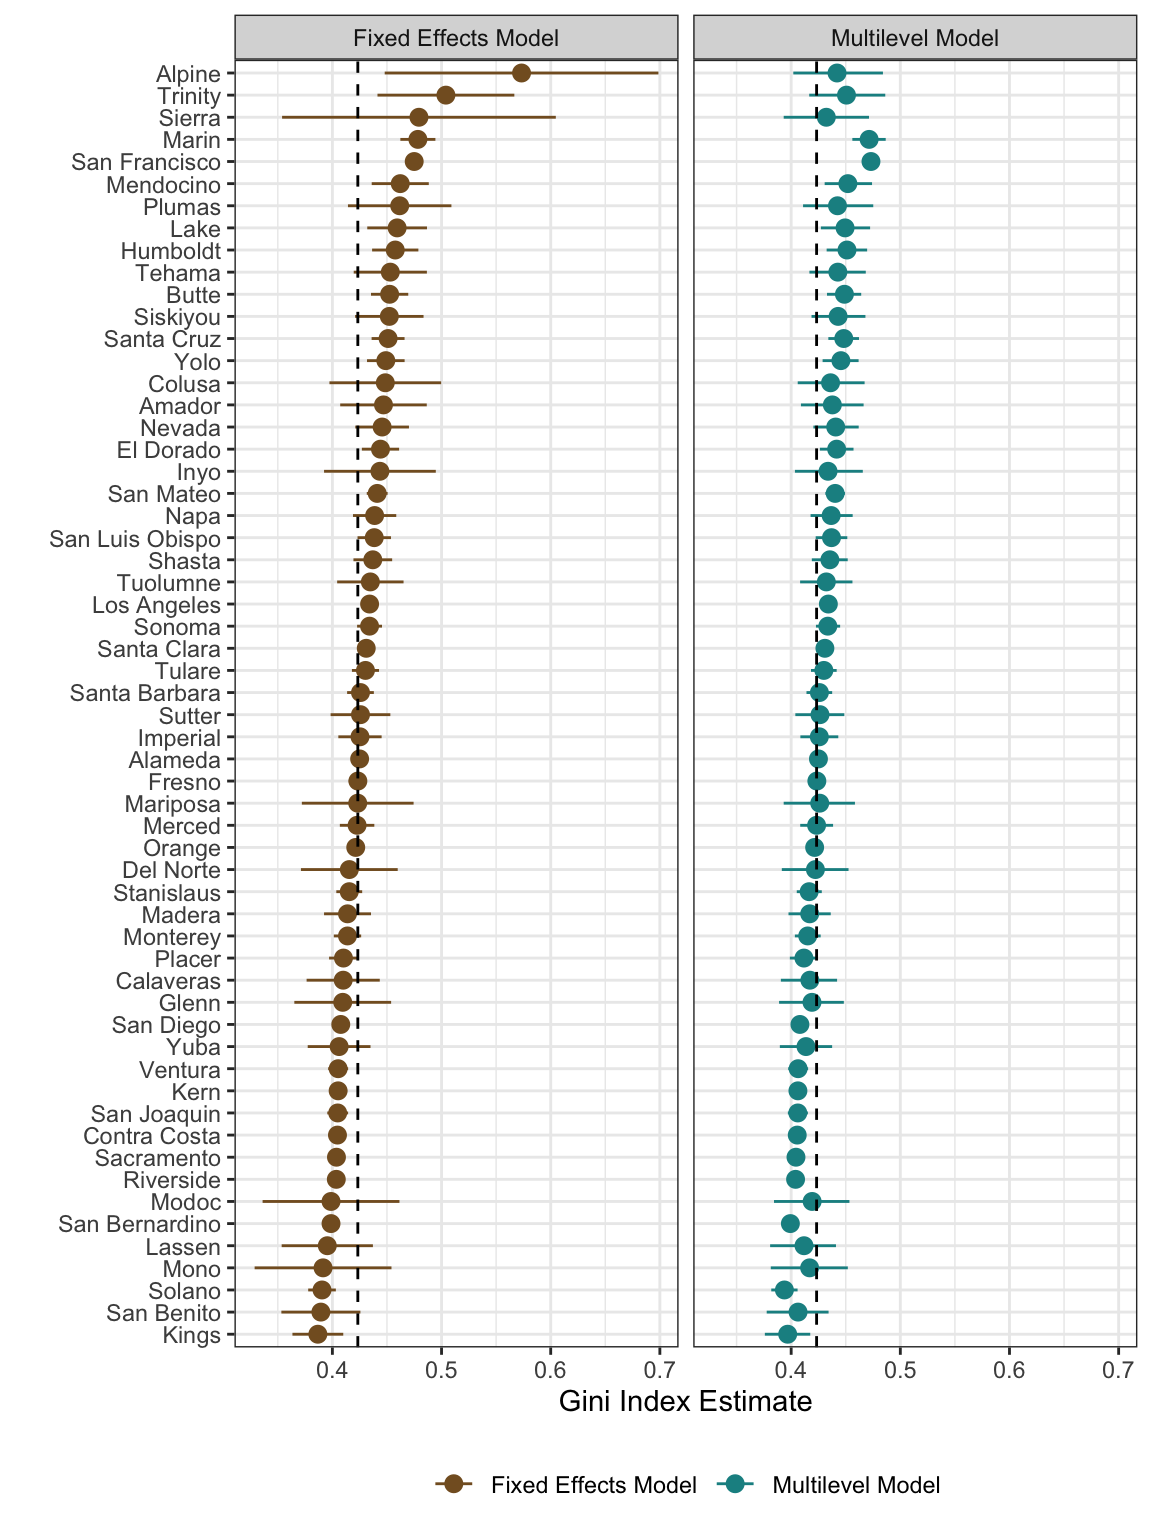 Fixed Effects Model
Multilevel Model
Alpine
Trinity
Sierra
Marin
San Francisco
Mendocino
Plumas
Lake
Humboldt
Tehama
Butte
Siskiyou
Santa Cruz
Yolo
Colusa
Amador
Nevada
El Dorado
Inyo
San Mateo
Napa
San Luis Obispo
Shasta
Tuolumne
Los Angeles
Sonoma
Santa Clara
Tulare
Santa Barbara
Sutter
Imperial
Alameda
Fresno
Mariposa
Merced
Orange
Del Norte
Stanislaus
Madera
Monterey
Placer
Calaveras
Glenn
San Diego
Yuba
Ventura
Kern
San Joaquin
Contra Costa
Sacramento
Riverside
Modoc
San Bernardino
Lassen
Mono
Solano
San Benito
Kings
0.4 0.5 0.6 0.7 0.4 0.5 0.6 0.7
Gini Index Estimate
Fixed Effects Model Multilevel Model